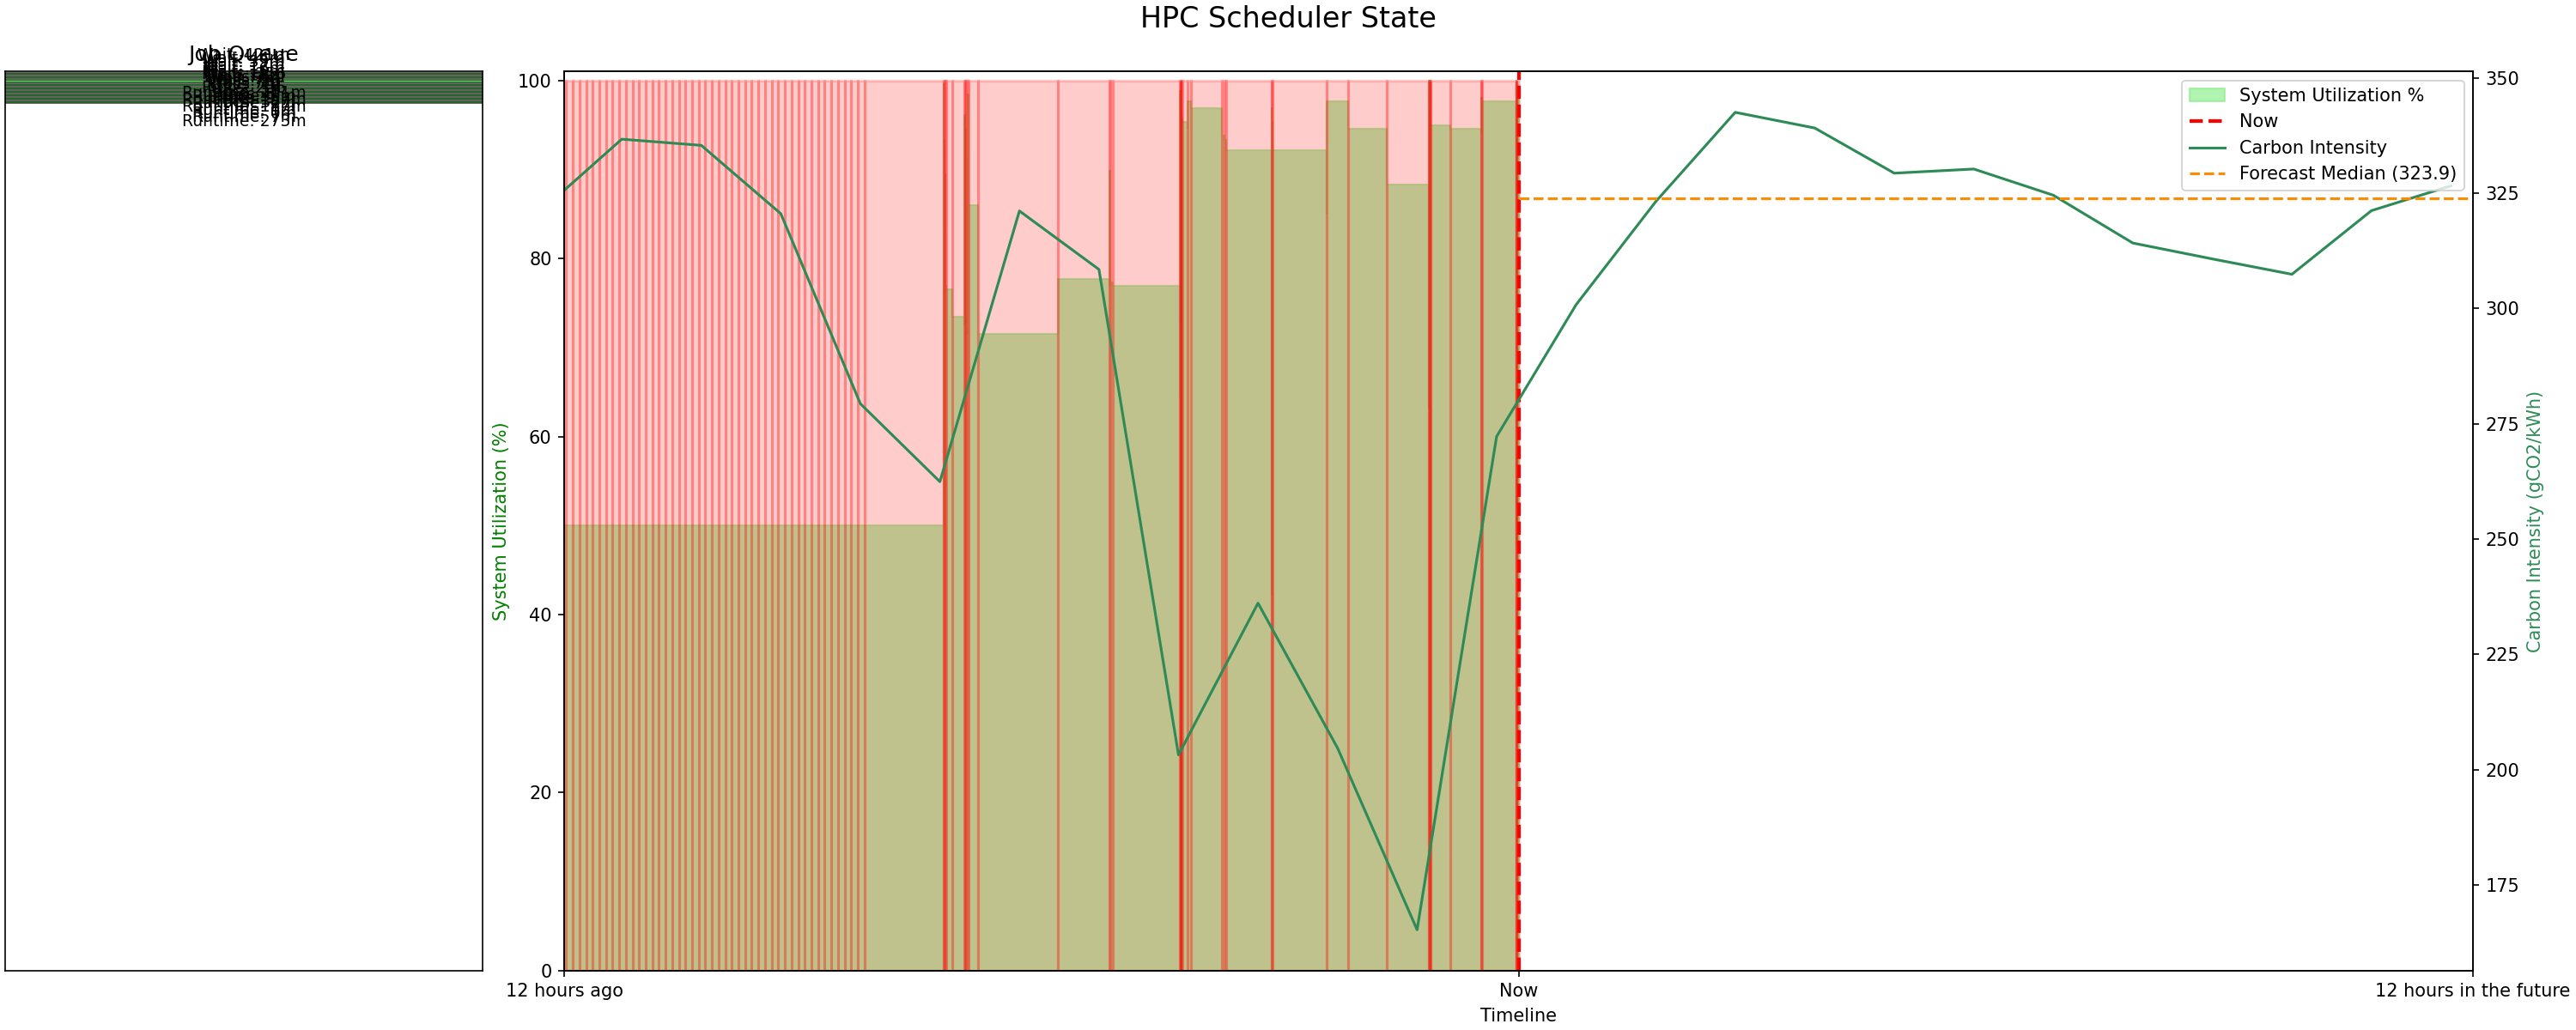 HPC Scheduler State
Job Queue
Runtime: 275m
System Utilization (%)
100
80
60
40
20
0
System Utilization %
Now
Carbon Intensity
Forecast Median (323.9)
350
325
300
275
250
225
200
175
Carbon Intensity (gCO2/kWh)
12 hours ago
Now
12 hours in the future
Timeline